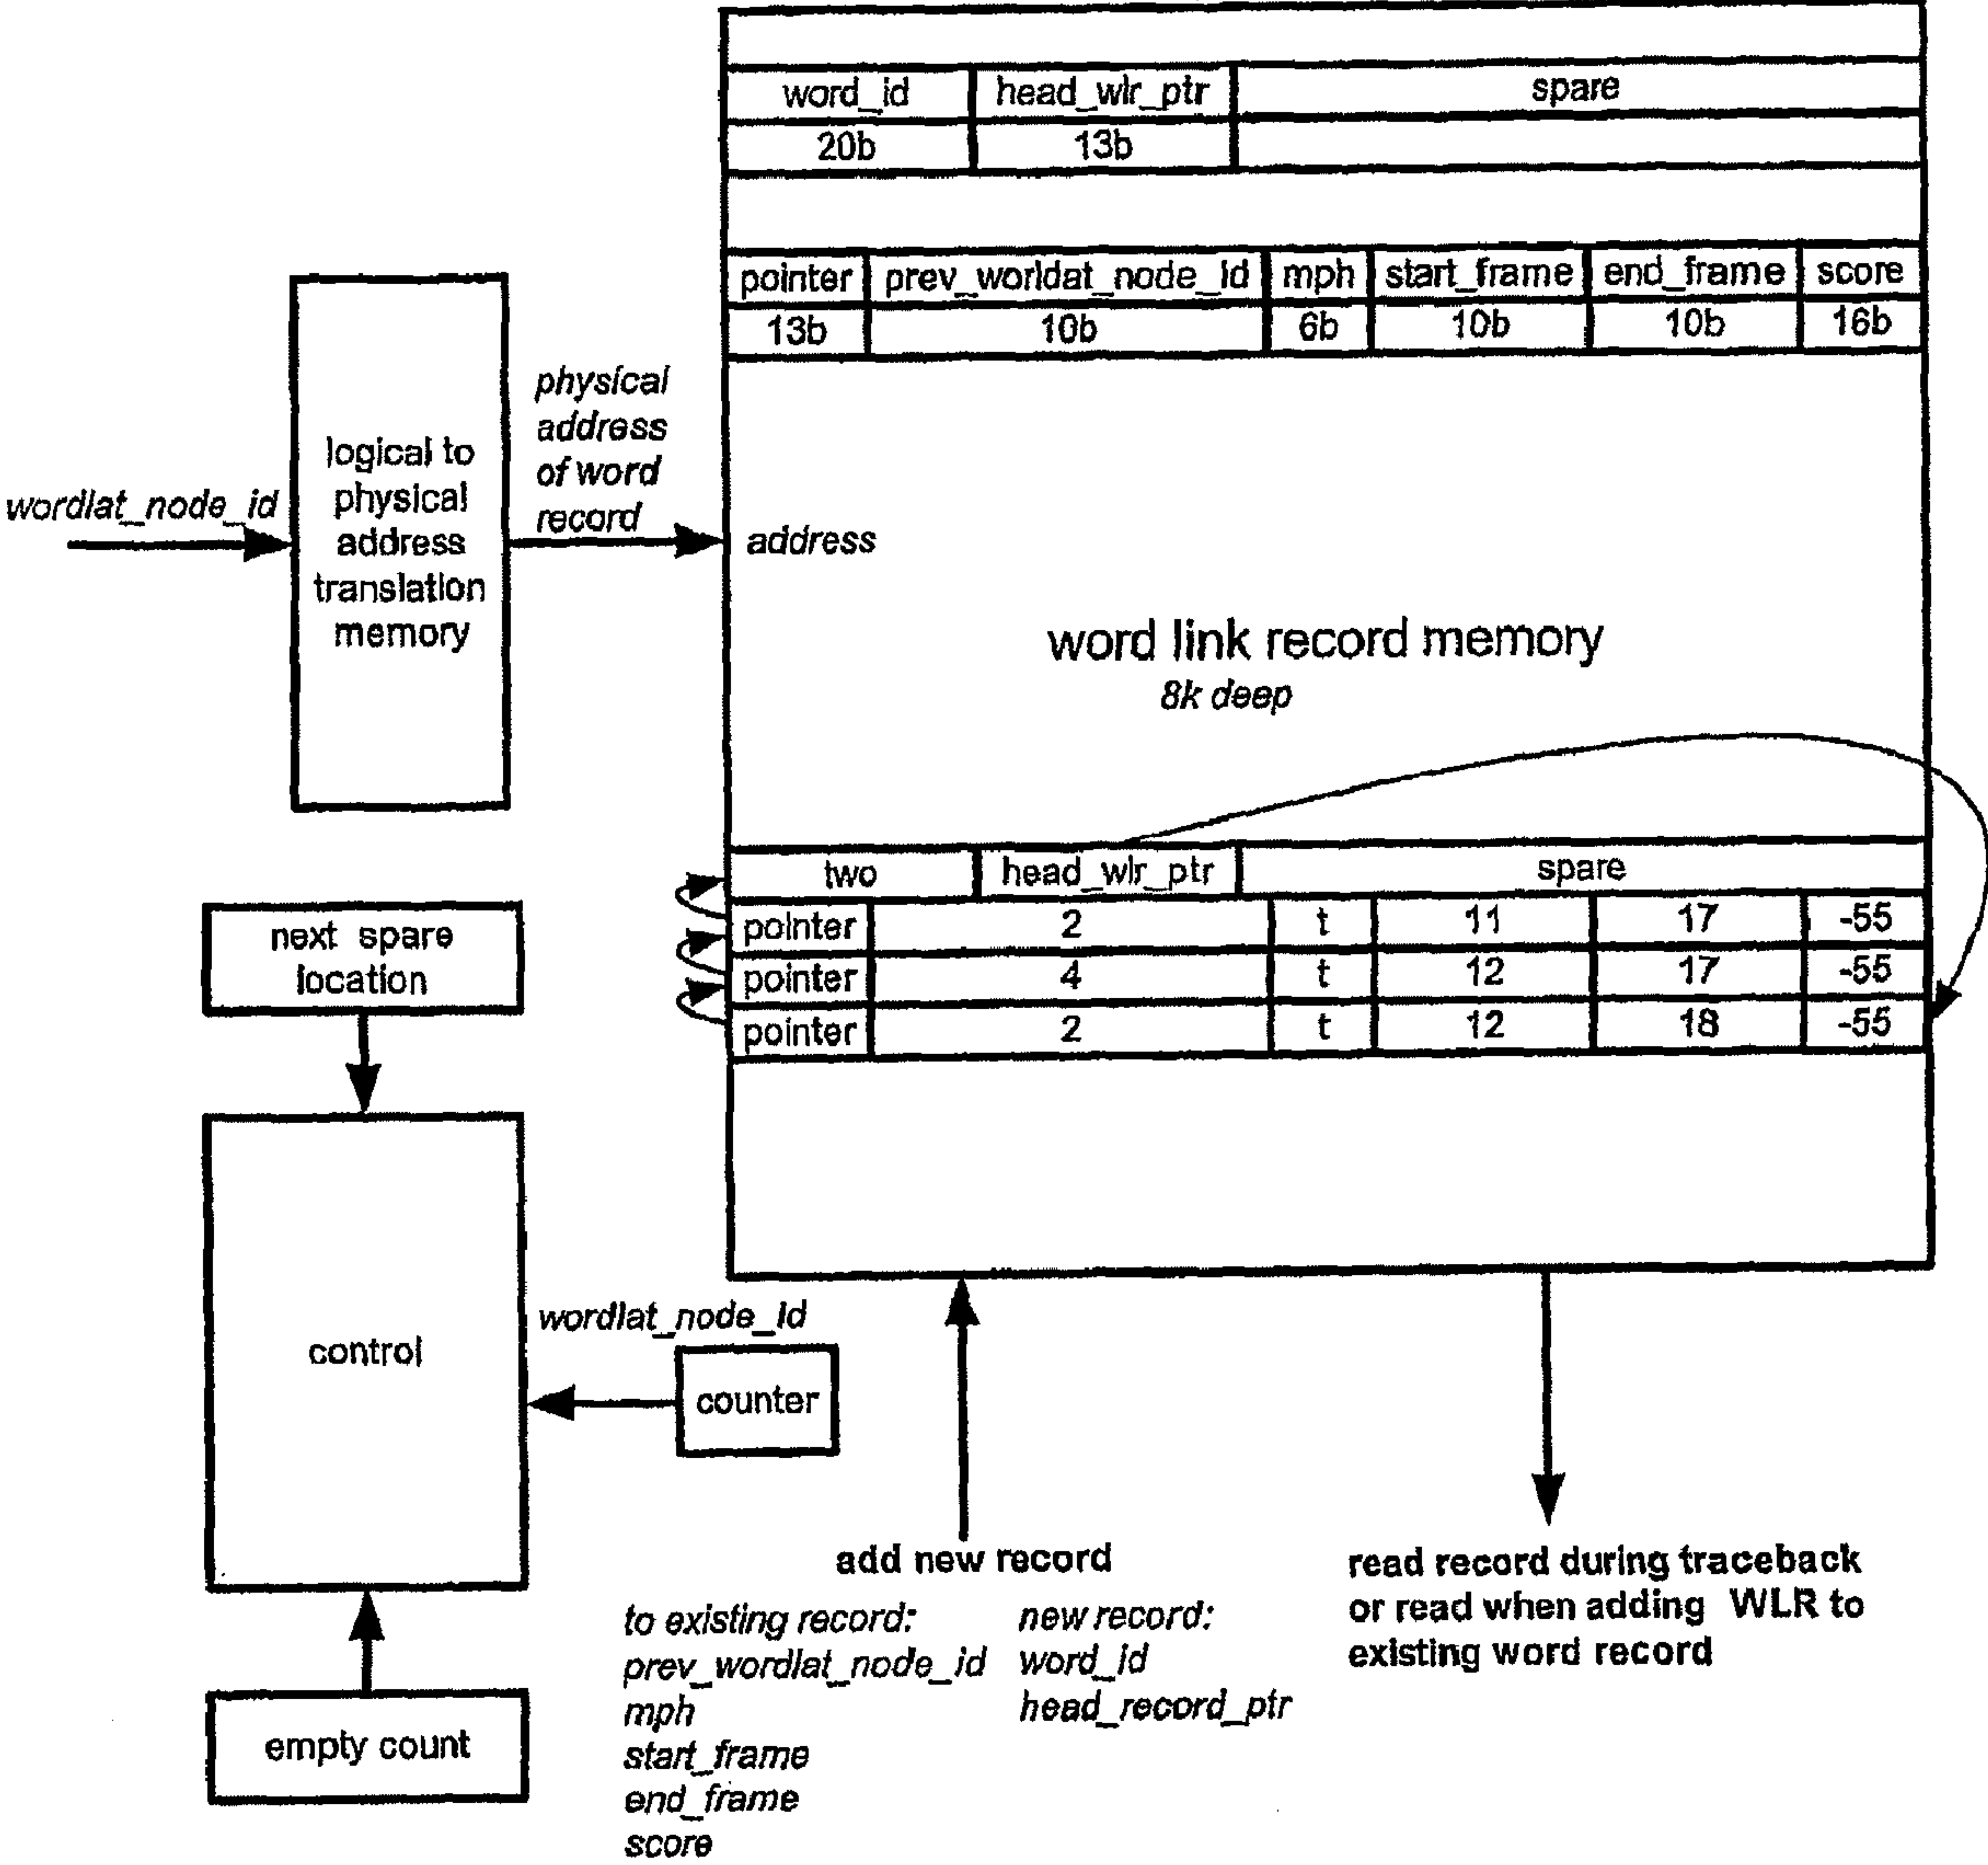 word_id head_wlr_ptr spare
20b 13b
pointer prev_worldat_node_id mph start_frame end_frame score
13b 10b 6b 10b 10b 16b
wordlat_node_id
logical to
physical
address
translation
memory
physical
address
of word
record
address
word link record memory
8k deep
two head_wlr_ptr spare
pointer 2 t 11 17 -55
pointer 4 t 12 17 -55
pointer 2 t 12 18 -55
next spare
location
control
wordlat_node_id
counter
empty count
add new record
to existing record:
prev_wordlat_node_id
mph
start_frame
end_frame
score
new record:
word_id
head_record_ptr
read record during traceback
or read when adding WLR to
existing word record